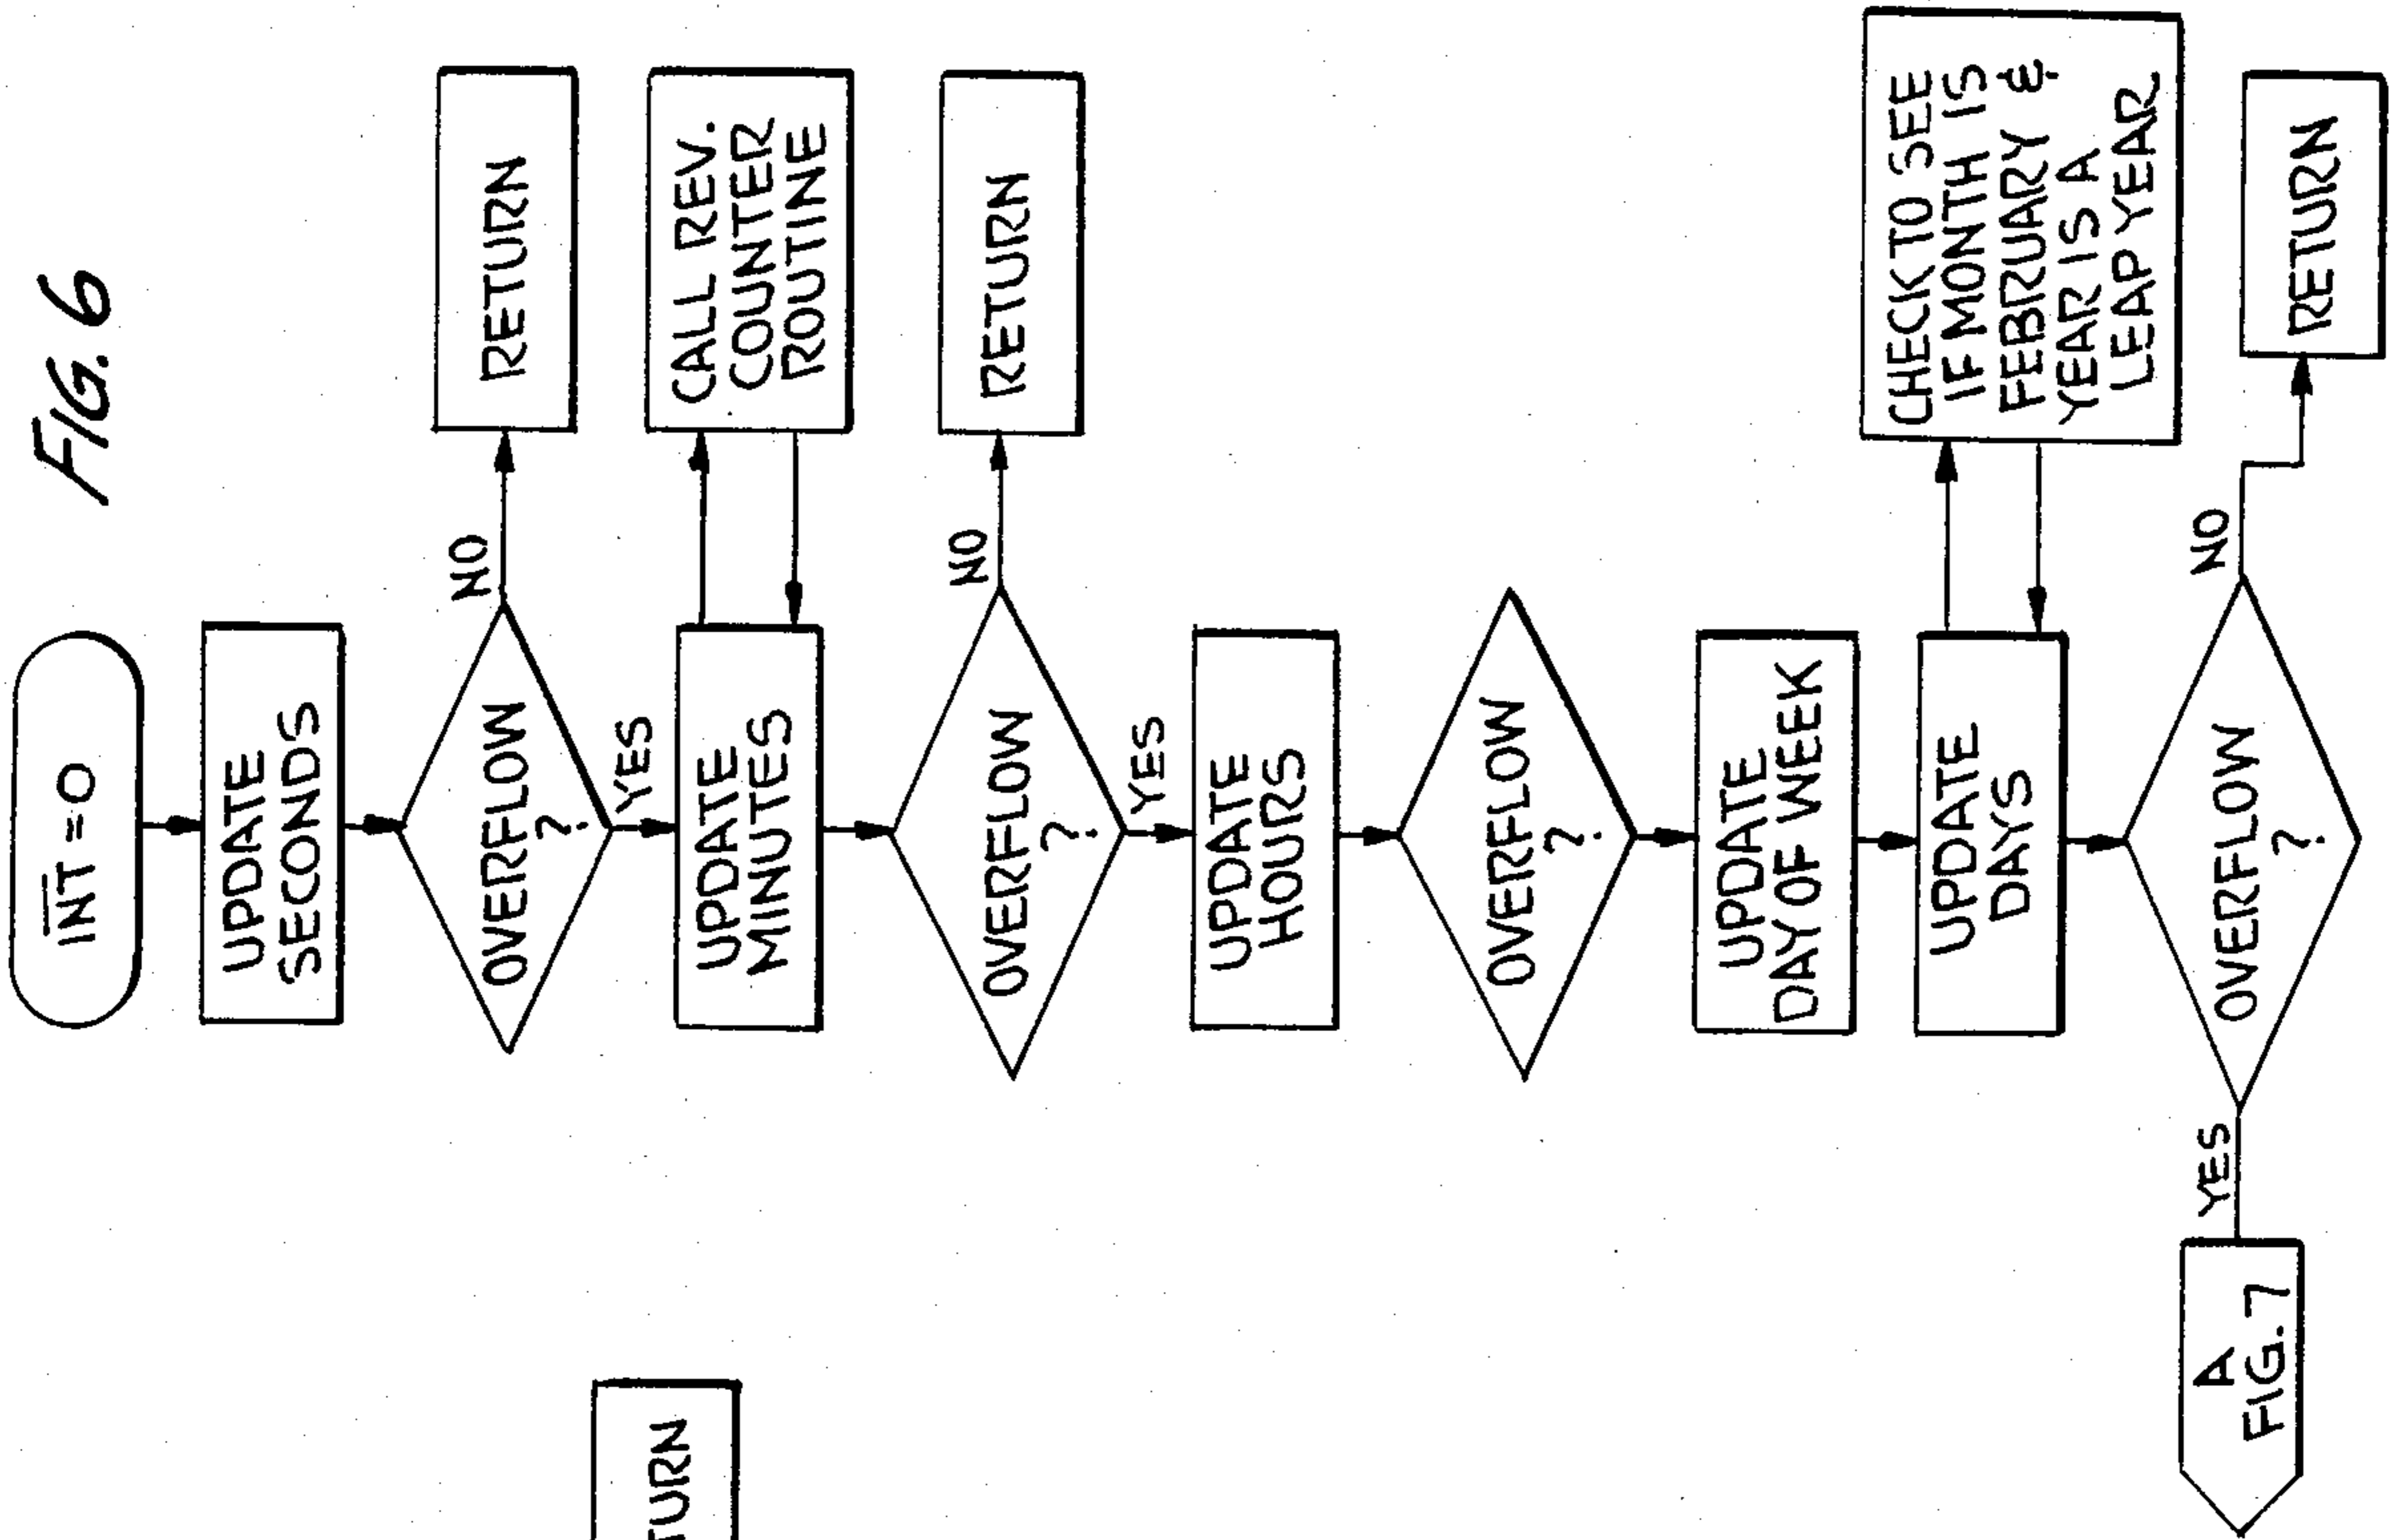 FIG. 6
INT = 0
UPDATE
SECONDS
OVERFLOW
?
NO
RETURN
YES
UPDATE
MINUTES
CALL REV.
COUNTER
ROUTINE
OVERFLOW
?
NO
RETURN
YES
UPDATE
HOURS
OVERFLOW
?
UPDATE
DAY OF WEEK
UPDATE
DAYS
CHECK TO SEE
IF MONTH IS
FEBRUARY &
YEAR IS A
LEAP YEAR
OVERFLOW
?
NO
RETURN
YES
A
FIG. 7
TURN